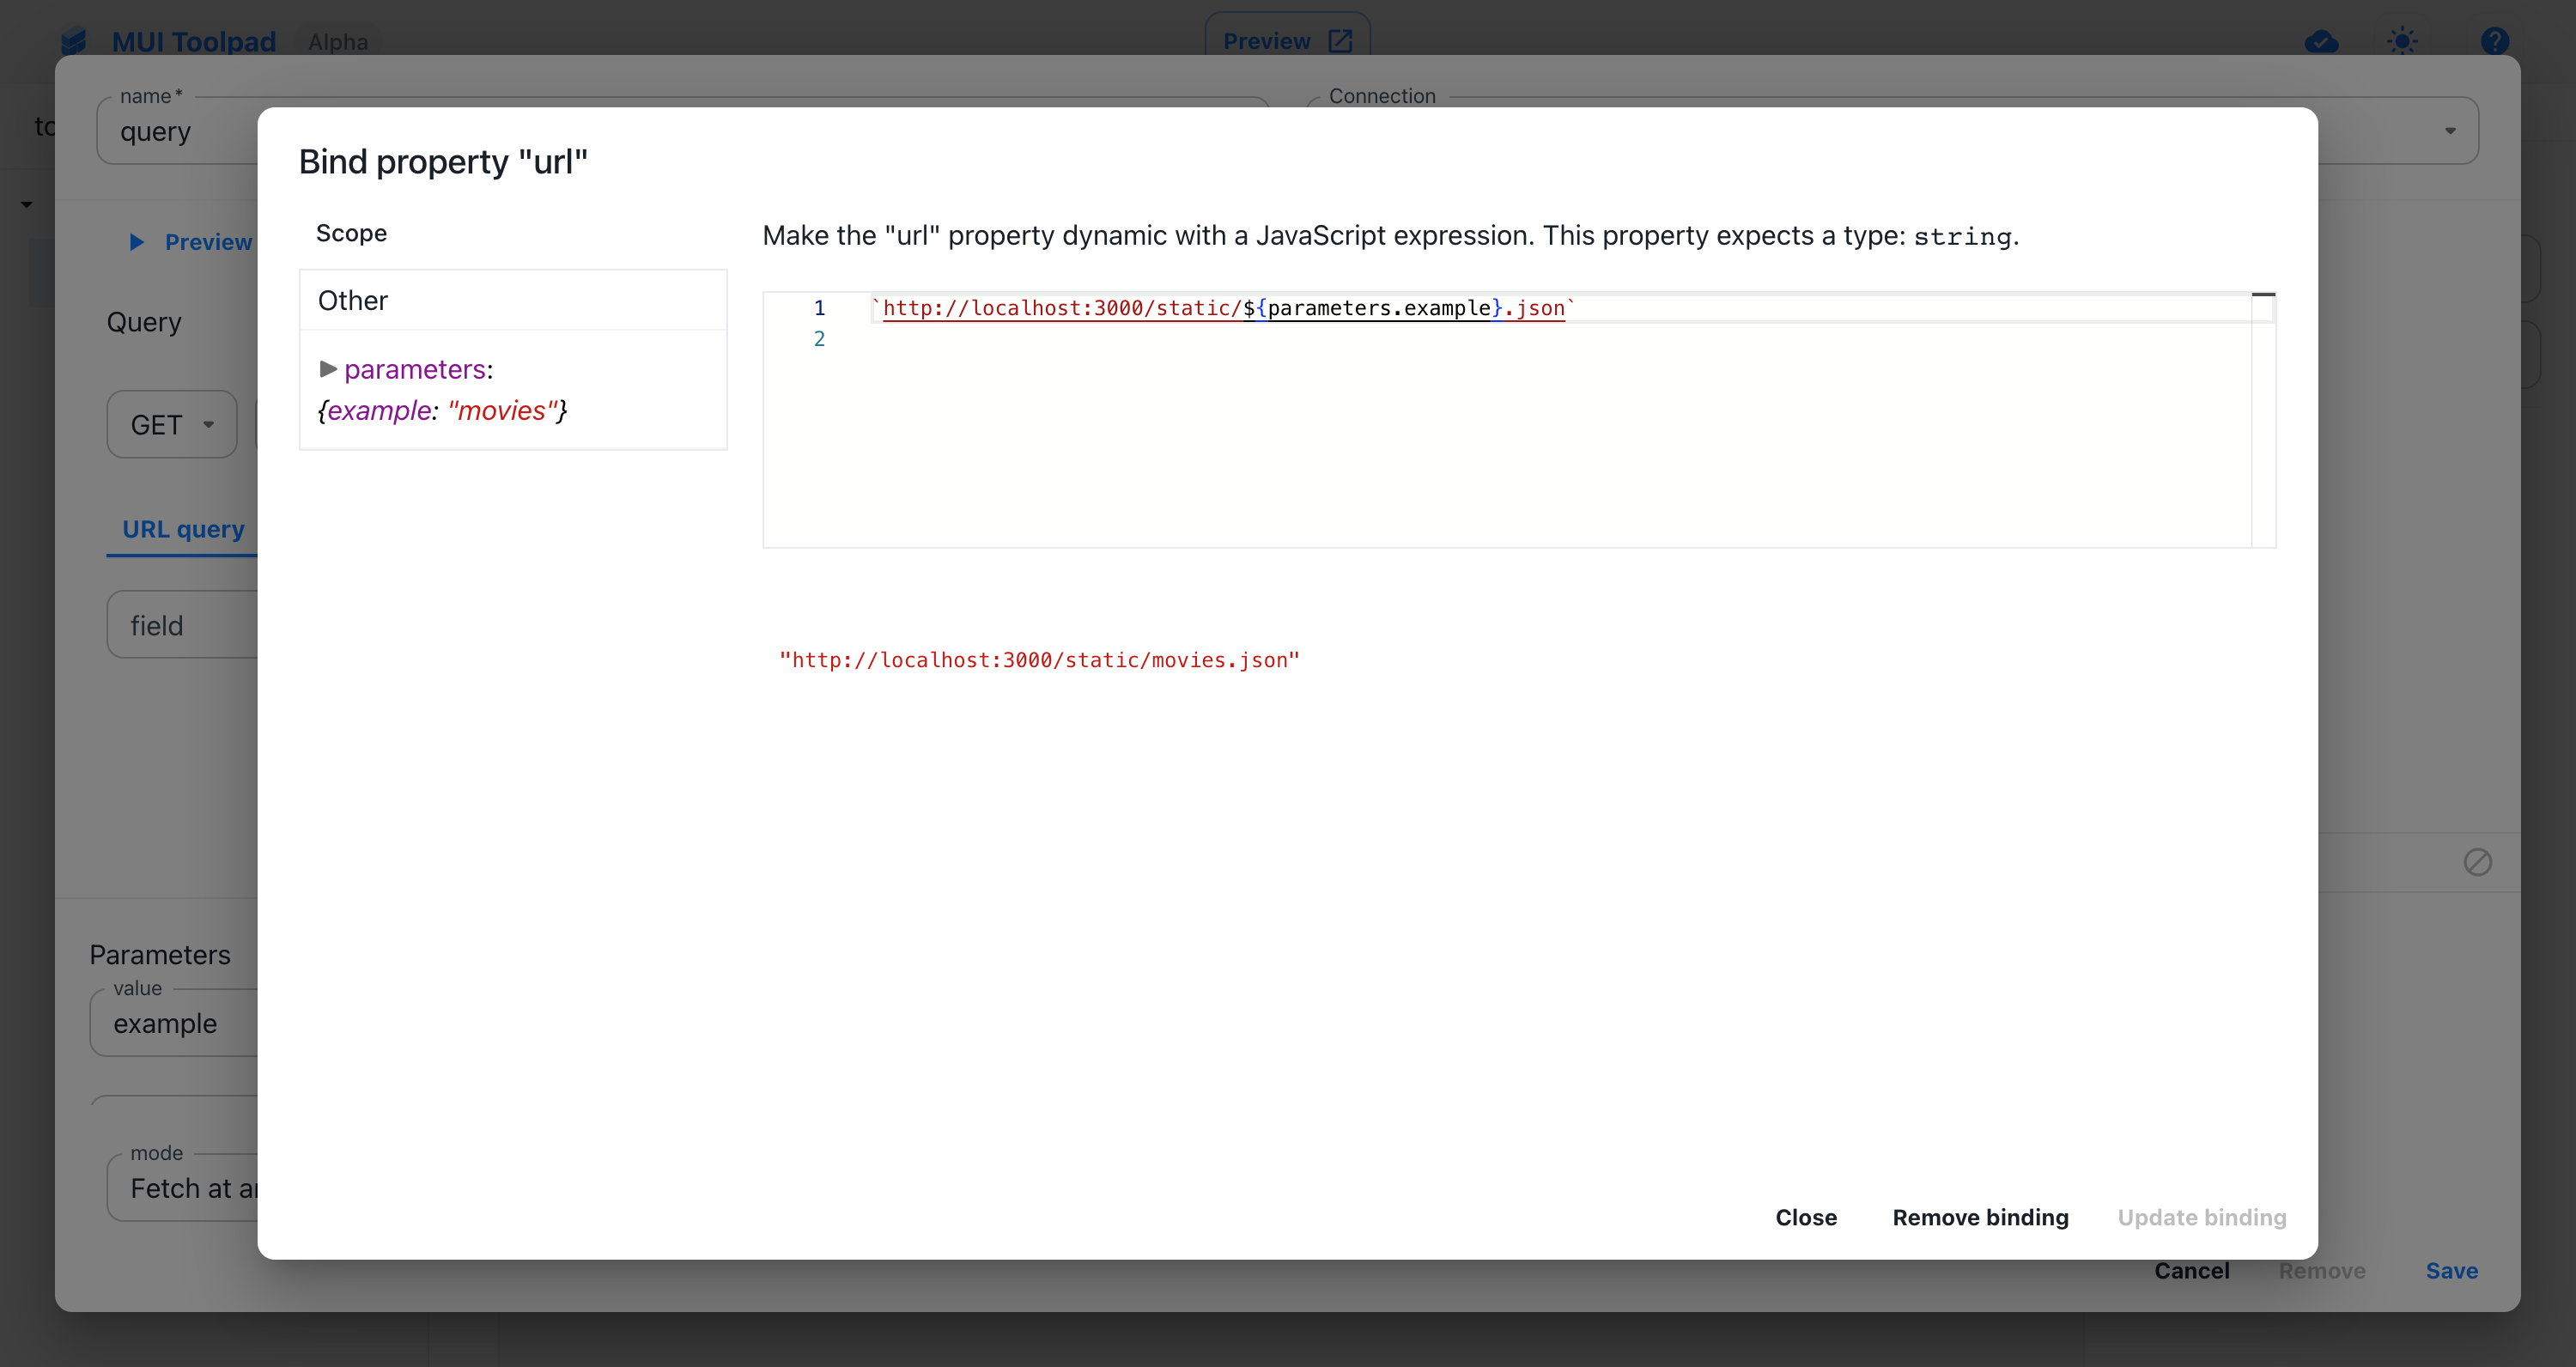 MUI Toolpad Alpha
Preview
name *
query
Connection
Bind property "url"
Scope
Other
parameters:
{example: "movies"}
Make the "url" property dynamic with a JavaScript expression. This property expects a type: string.
1 `http://localhost:3000/static/${parameters.example}.json`
2
"http://localhost:3000/static/movies.json"
Preview
Query
GET
URL query
field
Parameters
value
example
mode
Fetch at
Close Remove binding Update binding
Cancel Remove Save